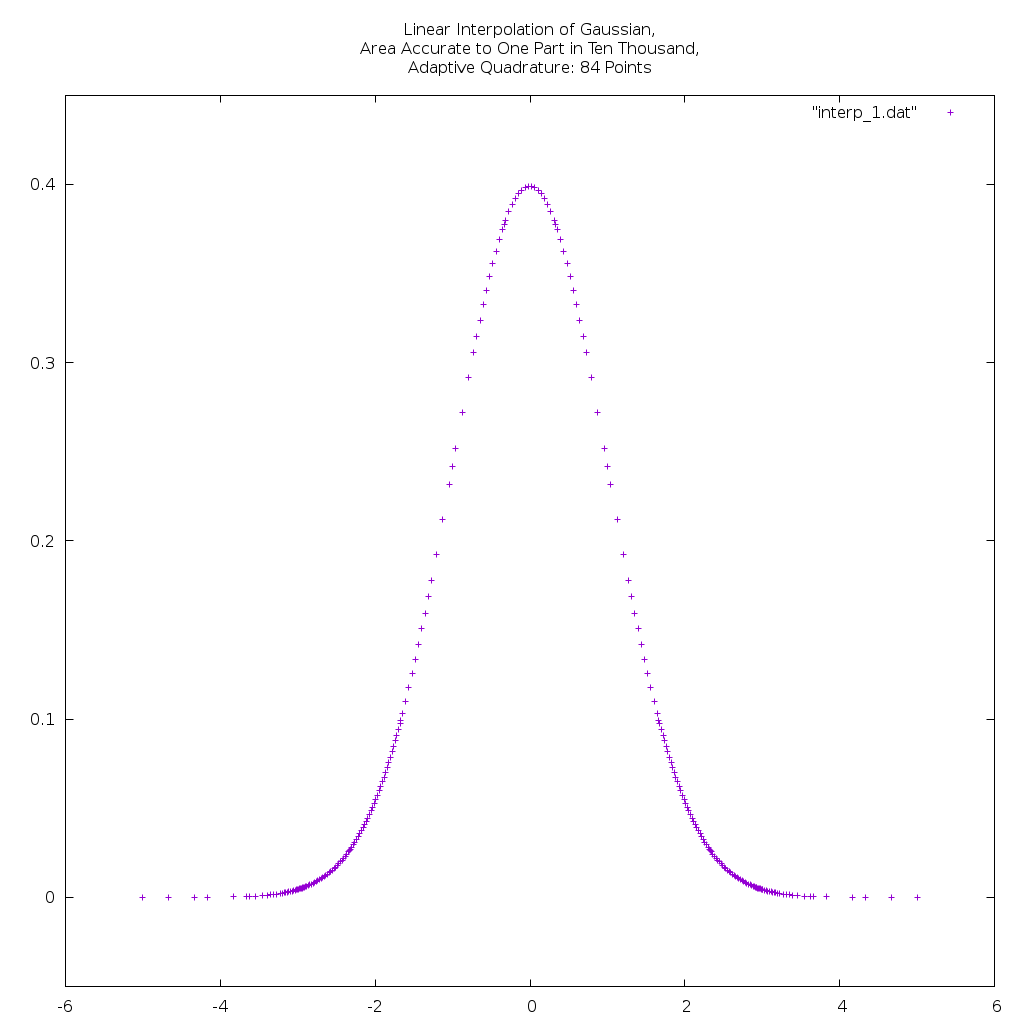 Linear Interpolation of Gaussian,
Area Accurate to One Part in Ten Thousand,
Adaptive Quadrature: 84 Points
"interp_1.dat"
0.4
0.3
0.2
0.1
0
-6 -4 -2 0 2 4 6